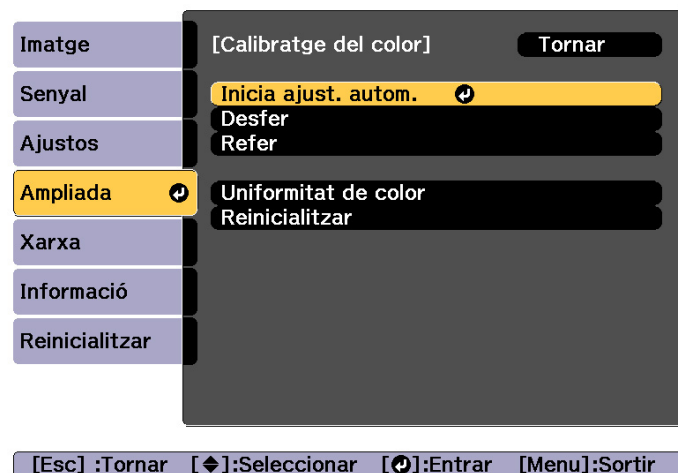 Imatge
Senyal
Ajustos
Ampliada
Xarxa
Informació
Reinicialitzar
[Calibratge del color] Tornar
Inicia ajust. autom.
Desfer
Refer
Uniformitat de color
Reinicialitzar
[Esc] :Tornar [◆]:Seleccionar [↵]:Entrar [Menu]:Sortir